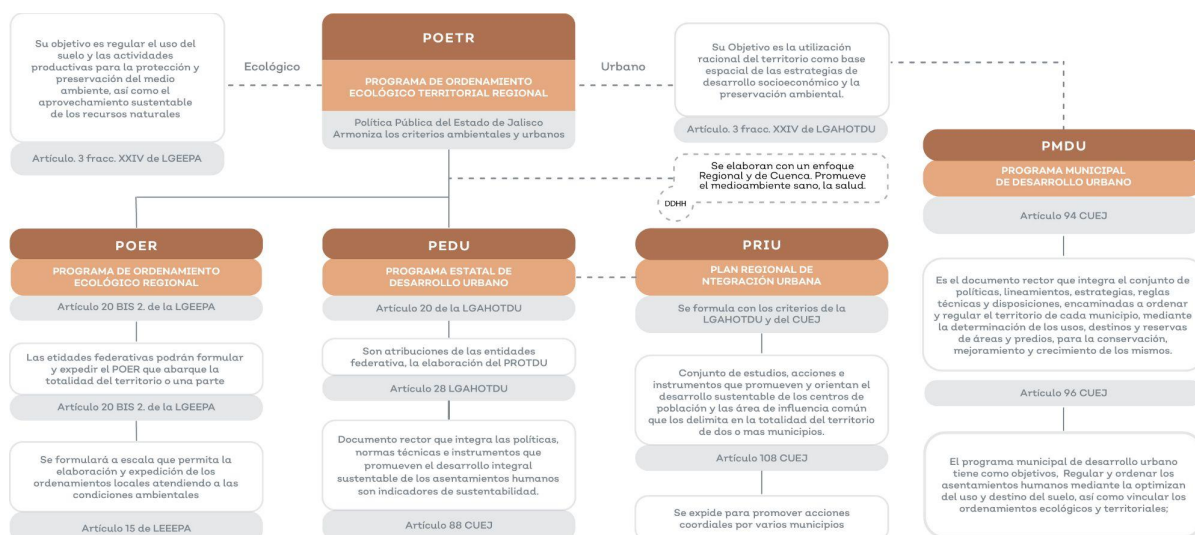 Su objetivo es regular el uso del
suelo y las actividades
productivas para la protección y
preservación del medio
ambiente, así como el
aprovechamiento sustentable
de los recursos naturales
Artículo. 3 fracc. XXIV de LGEEPA
Ecológico
POETR
PROGRAMA DE ORDENAMIENTO
ECOLÓGICO TERRITORIAL REGIONAL
Política Pública del Estado de Jalisco
Armoniza los criterios ambientales y urbanos
Urbano
Su Objetivo es la utilización
racional del territorio como base
espacial de las estrategias de
desarrollo socioeconómico y la
preservación ambiental.
Artículo. 3 fracc. XXIV de LGAHOTDU
Se elaboran con un enfoque
Regional y de Cuenca. Promueve
el medioambiente sano, la salud.
DDHH
POER
PROGRAMA DE ORDENAMIENTO
ECOLÓGICO REGIONAL
Artículo 20 BIS 2. de la LGEEPA
Las etidades federativas podrán formular
y expedir el POER que abarque la
totalidad del territorio o una parte
Artículo 20 BIS 2. de la LGEEPA
Se formulará a escala que permita la
elaboración y expedición de los
ordenamientos locales atendiendo a las
condiciones ambientales
Artículo 15 de LEEEPA
PEDU
PROGRAMA ESTATAL DE
DESARROLLO URBANO
Artículo 20 de la LGAHOTDU
Son atribuciones de las entidades
federativa, la elaboración del PROTDU
Artículo 28 LGAHOTDU
Documento rector que integra las políticas,
normas técnicas e instrumentos que
promueven el desarrollo integral
sustentable de los asentamientos humanos
son indicadores de sustentabilidad.
Artículo 88 CUEJ
PRIU
PLAN REGIONAL DE
NTEGRACIÓN URBANA
Se formula con los criterios de la
LGAHOTDU y del CUEJ
Conjunto de estudios, acciones e
instrumentos que promueven y orientan el
desarrollo sustentable de los centros de
población y las área de influencia común
que los delimita en la totalidad del territorio
de dos o mas municípios.
Artículo 108 CUEJ
Se expide para promover acciones
coordiales por varios municipios
PMDU
PROGRAMA MUNICIPAL
DE DESARROLLO URBANO
Artículo 94 CUEJ
Es el documento rector que integra el conjunto de
políticas, lineamientos, estrategias, reglas
técnicas y disposiciones, encaminadas a ordenar
y regular el territorio de cada município, mediante
la determinación de los usos, destinos y reservas
de áreas y predios, para la conservación,
mejoramiento y crecimiento de los mismos.
Artículo 96 CUEJ
El programa municipal de desarrollo urbano
tiene como objetivos, Regular y ordenar los
asentamientos humanos mediante la optimizan
del uso y destino del suelo, así como vincular los
ordenamientos ecológicos y territoriales;